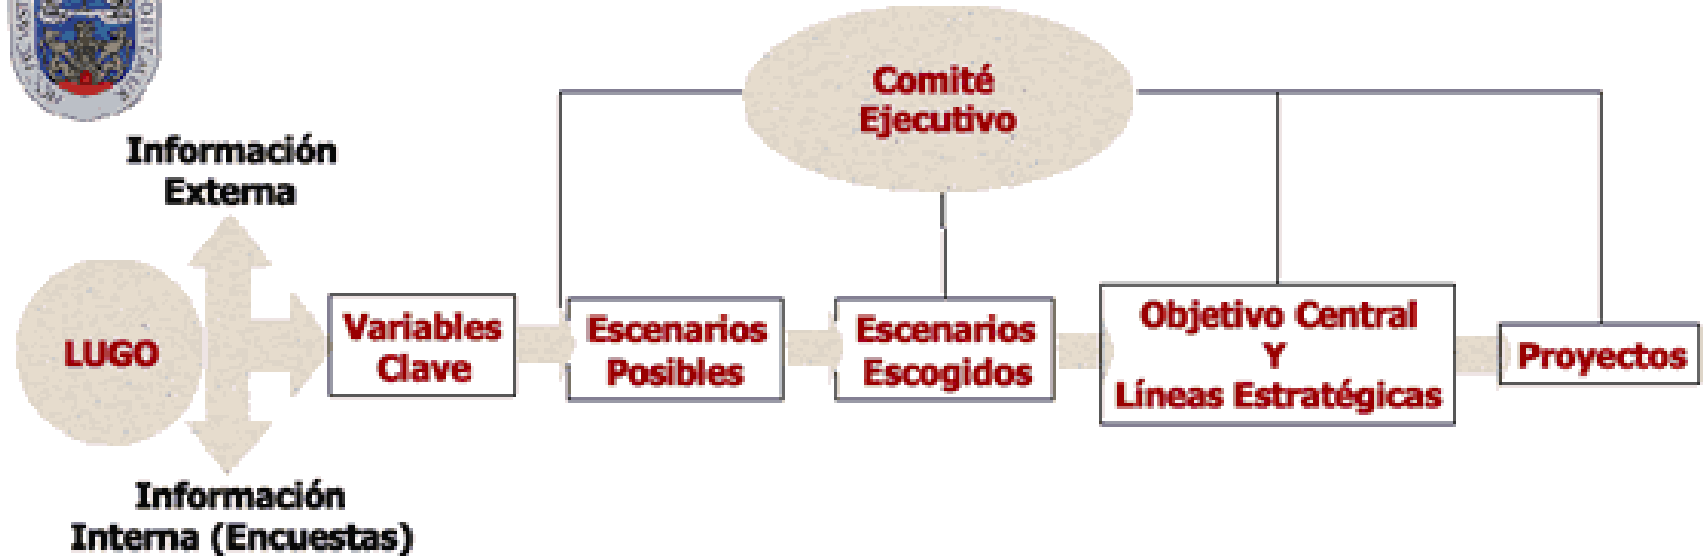 Comité
Ejecutivo
Información
Externa
LUGO
Variables
Clave
Escenarios
Posibles
Escenarios
Escogidos
Objetivo Central
Y
Líneas Estratégicas
Proyectos
Información
Interna (Encuestas)